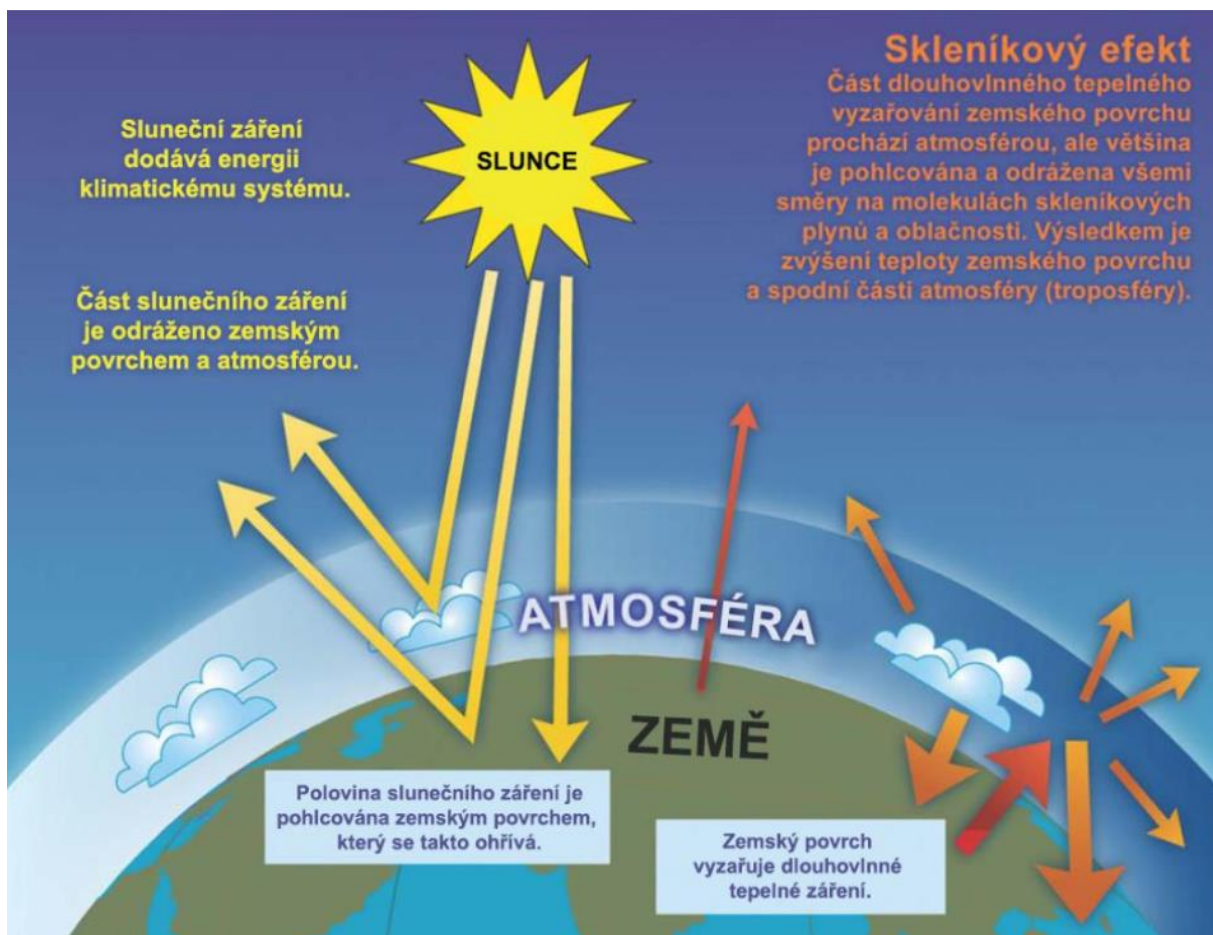 Skleníkový efekt
Část dlouhovlnného tepelného
vyzařování zemského povrchu
prochází atmosférou, ale většina
je pohlcována a odrážena všemi
směry na molekulách skleníkových
plynů a oblačnosti. Výsledkem je
zvýšení teploty zemského povrchu
a spodní části atmosféry (troposféry).
Sluneční záření
dodává energii
klimatickému systému.
SLUNCE
Část slunečního záření
je odráženo zemským
povrchem a atmosférou.
ATMOSFÉRA
ZEMĚ
Polovina slunečního záření je
pohlcována zemským povrchem,
který se takto ohřívá.
Zemský povrch
vyzařuje dlouhovlnné
tepelné záření.